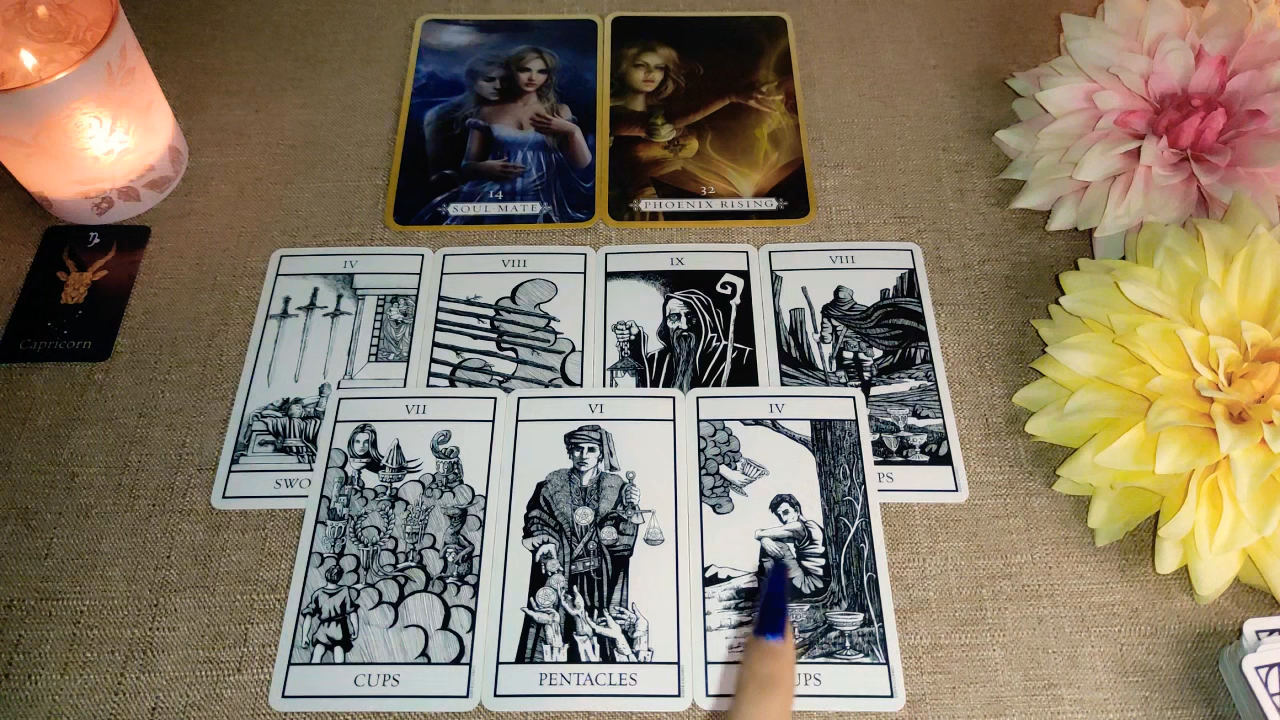 14
SOUL MATE
32
PHOENIX RISING
Capricorn
IV
VIII
IX
VIII
SWO
PS
VII
VI
IV
CUPS
PENTACLES
UPS